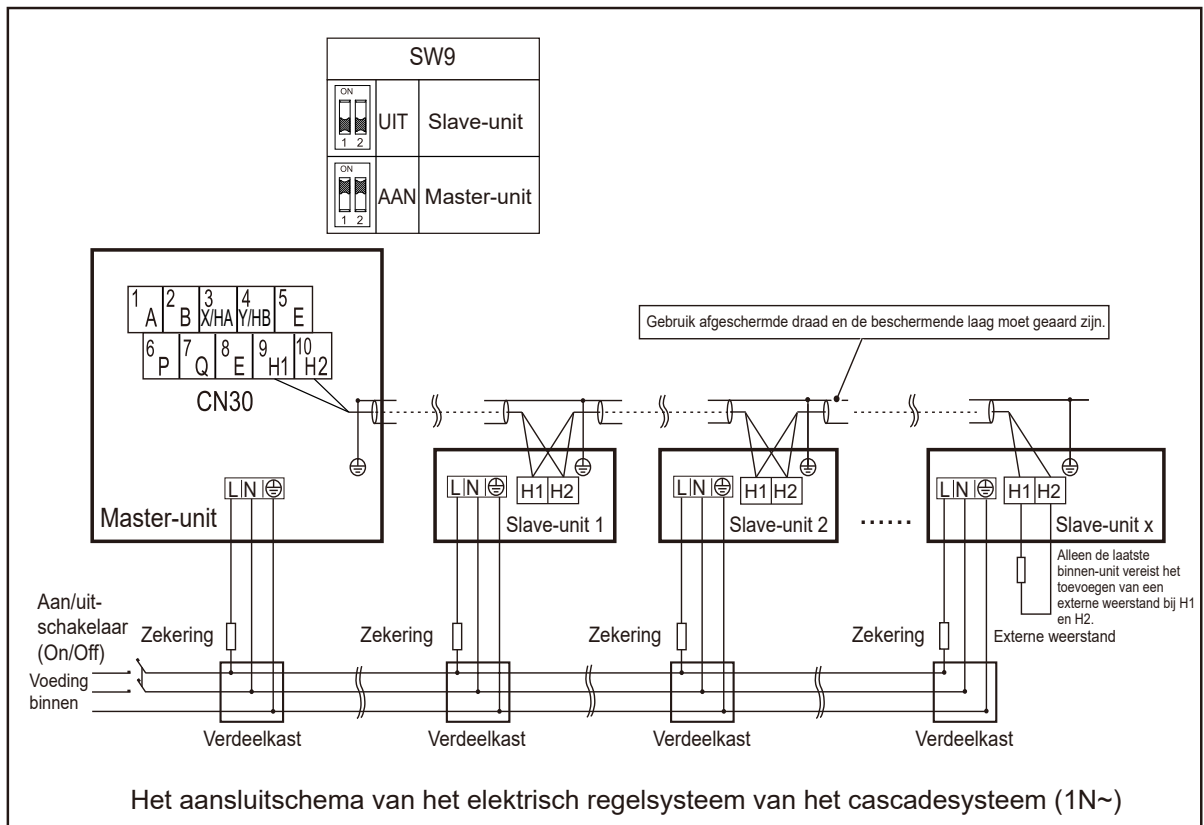 SW9
ON
1 2
UIT
Slave-unit
ON
1 2
AAN
Master-unit
1 A
2 B
3 X/HA
4 Y/HB
5 E
6 P
7 Q
8 E
9 H1
10 H2
CN30
Gebruik afgeschermde draad en de beschermende laag moet geaard zijn.
L N
Master-unit
L N
H1 H2
Slave-unit 1
L N
H1 H2
Slave-unit 2
......
L N
H1 H2
Slave-unit x
Alleen de laatste
binnen-unit vereist het
toevoegen van een
externe weerstand bij H1
en H2.
Externe weerstand
Aan/uit-
schakelaar
(On/Off)
Voeding
binnen
Zekering
Zekering
Zekering
Zekering
Verdeelkast
Verdeelkast
Verdeelkast
Verdeelkast
Het aansluitschema van het elektrisch regelsysteem van het cascadesysteem (1N~)